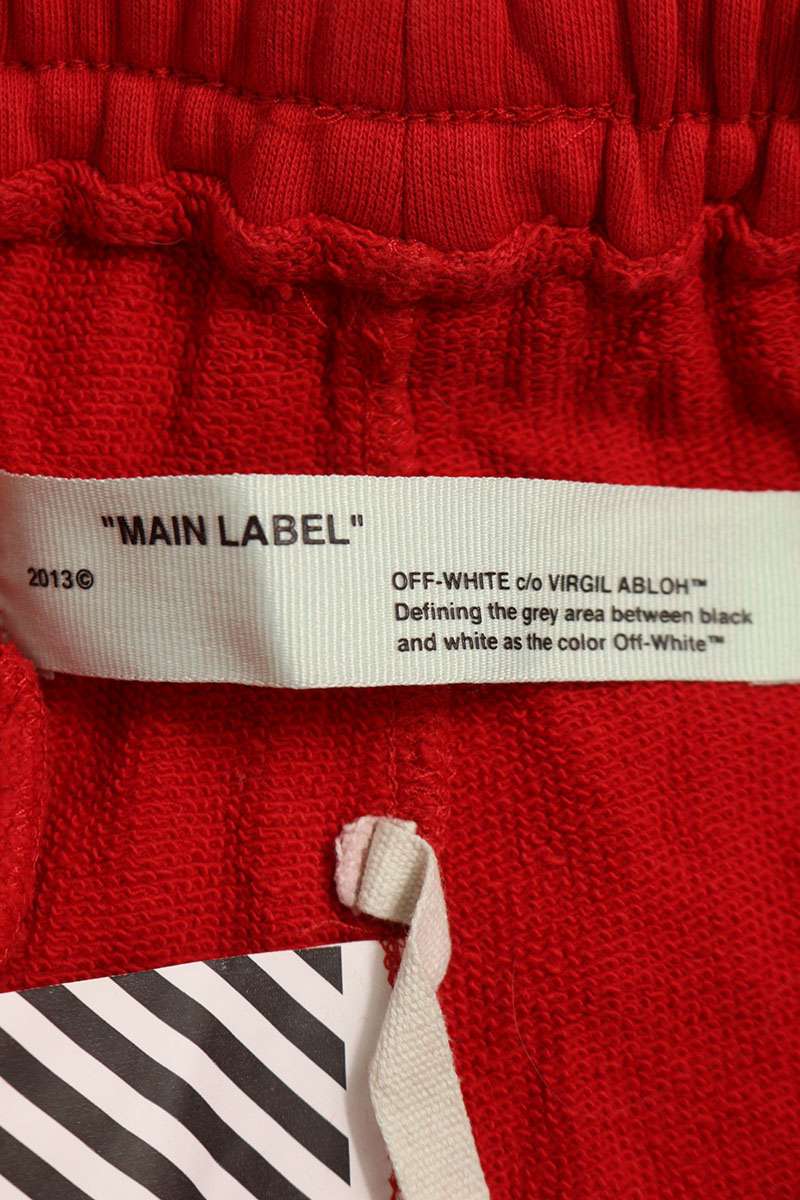 "MAIN LABEL"
2013©
OFF-WHITE c/o VIRGIL ABLOH™
Defining the grey area between black
and white as the color Off-White™